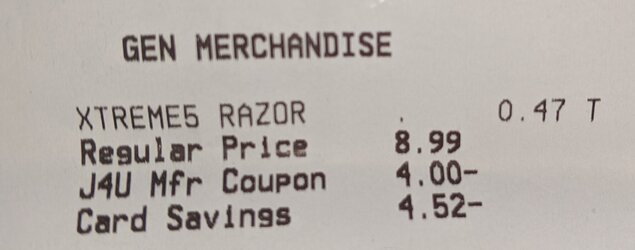 GEN MERCHANDISE
XTREME5 RAZOR . 0.47 T
Regular Price 8.99
J4U Mfr Coupon 4.00-
Card Savings 4.52-